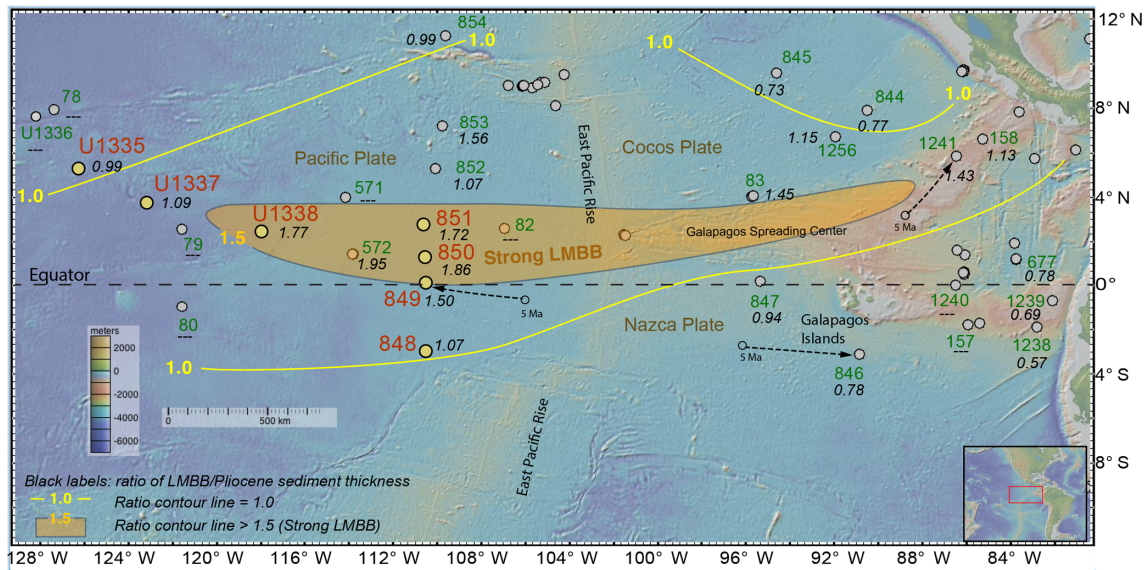 854
0.99
1.0
1.0
12° N
845
0.73
78
---
U1336
---
U1335
0.99
853
1.56
Pacific Plate
East Pacific Rise
Cocos Plate
844
0.77
1.0
8° N
1.15
1256
1241
1.43
158
1.13
852
1.07
1.0
U1337
1.09
571
---
83
1.45
4° N
1.5
U1338
1.77
851
1.72
82
---
Galapagos Spreading Center
5 Ma
79
---
572
1.95
850
1.86
Strong LMBB
677
0.78
Equator
0°
849
1.50
5 Ma
847
0.94
1240
---
1239
0.69
80
---
Nazca Plate
Galapagos
Islands
157
---
1238
0.57
meters
2000
0
-2000
-4000
-6000
848
1.07
5 Ma
846
0.78
1.0
4° S
0
500 km
East Pacific Rise
8° S
Black labels: ratio of LMBB/Pliocene sediment thickness
1.0
Ratio contour line = 1.0
1.5
Ratio contour line > 1.5 (Strong LMBB)
128° W
124° W
120° W
116° W
112° W
108° W
104° W
100° W
96° W
92° W
88° W
84° W